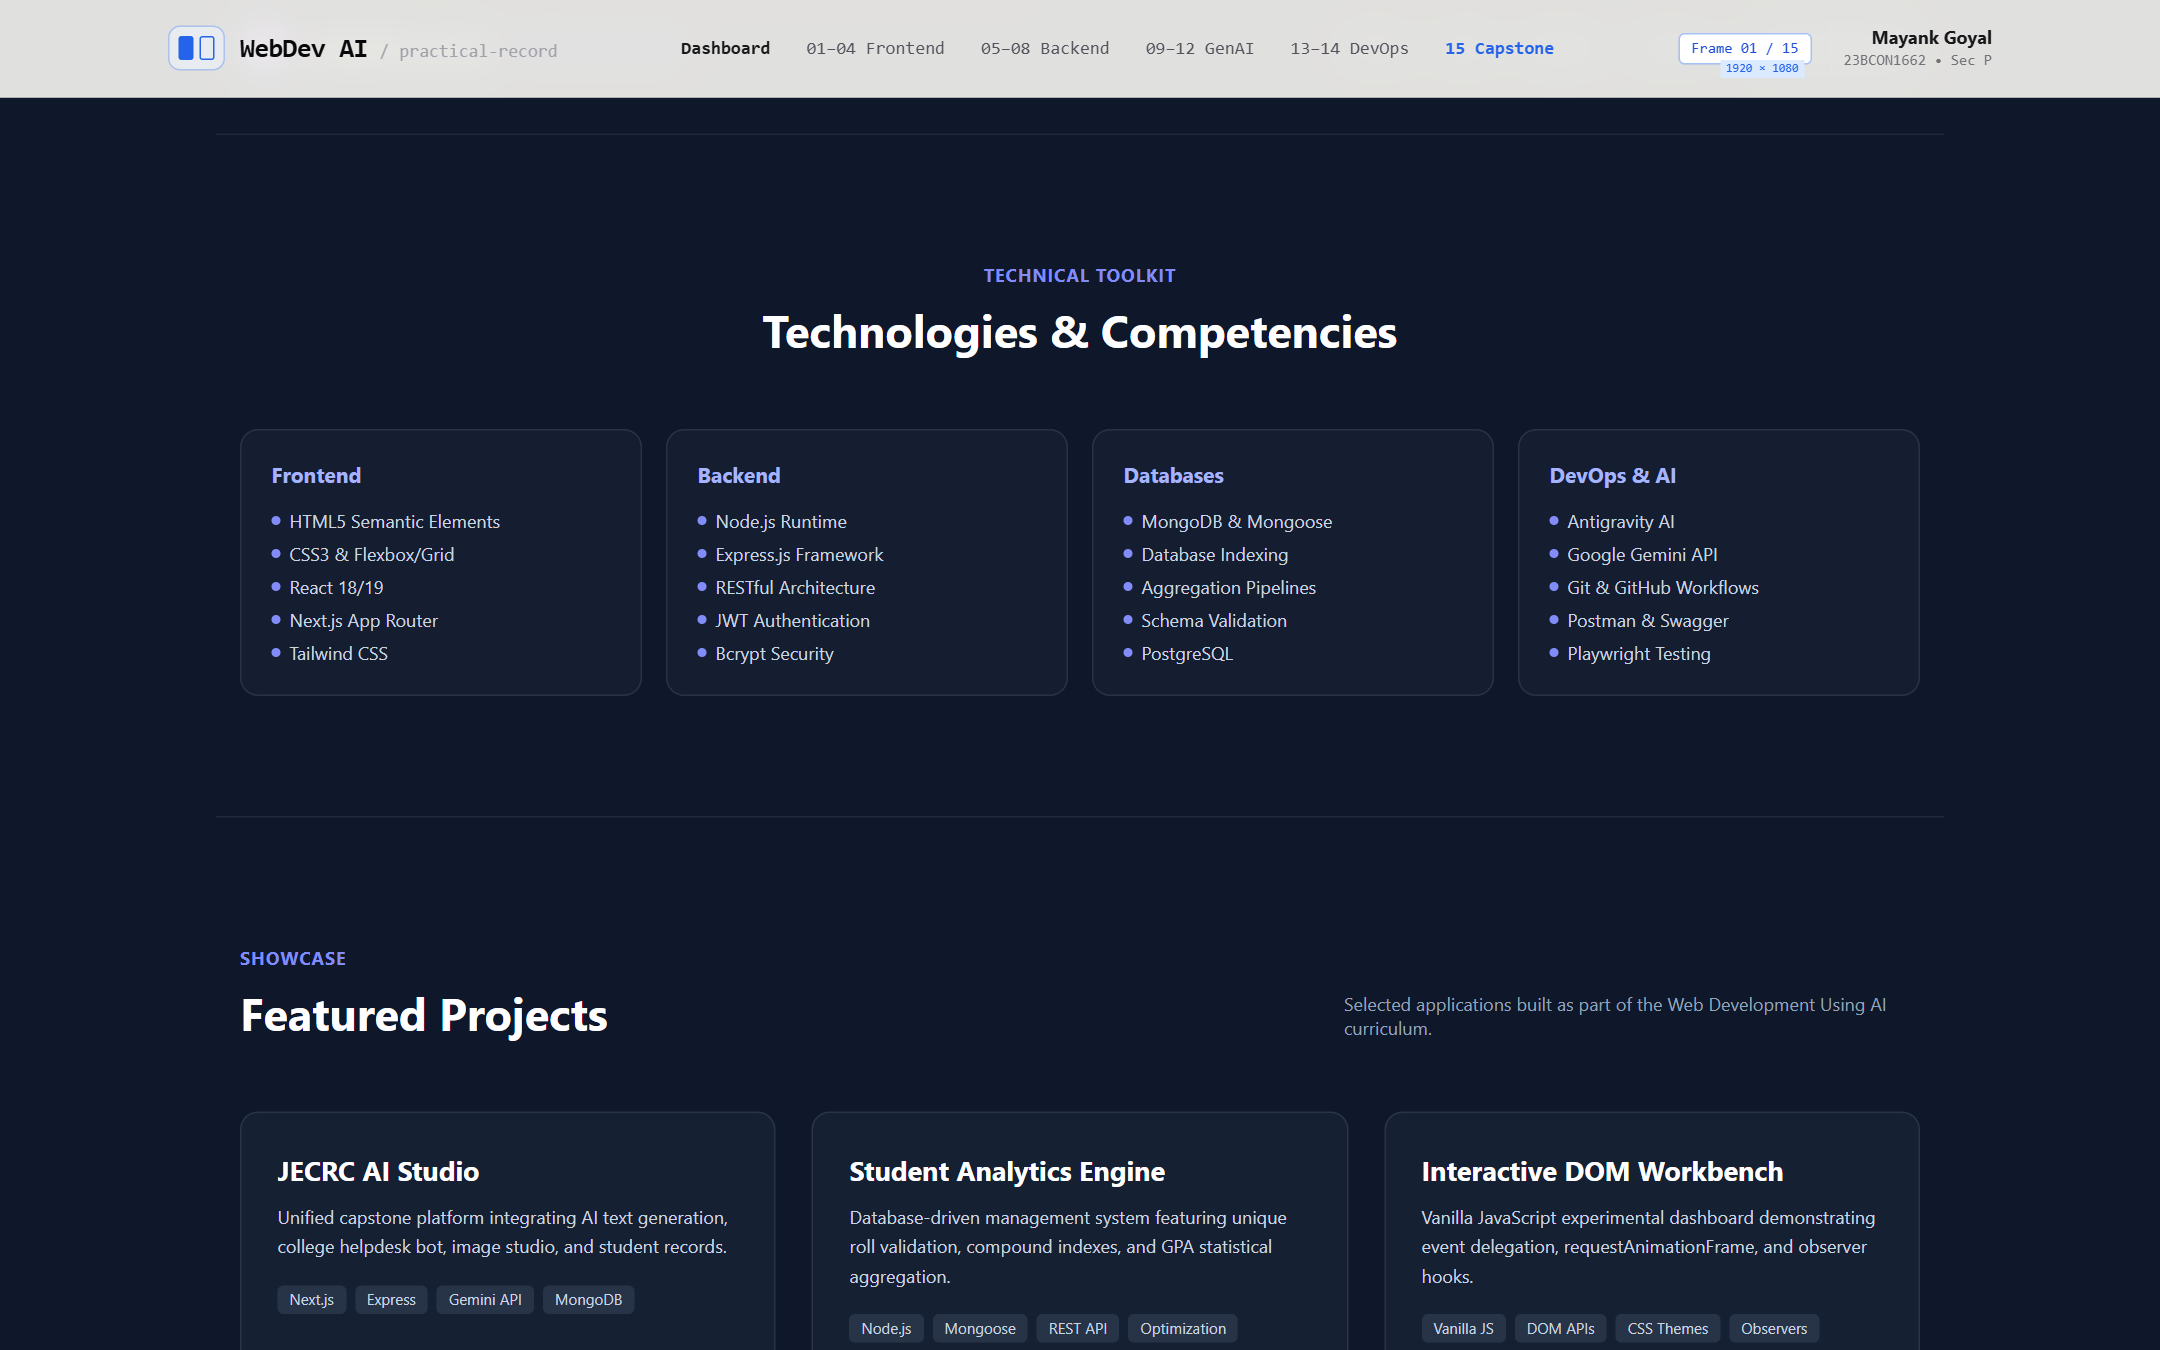 WebDev AI / practical-record
Dashboard
01–04 Frontend
05–08 Backend
09–12 GenAI
13–14 DevOps
15 Capstone
Frame 01 / 15
1920 × 1080
Mayank Goyal
23BCON1662 • Sec P
TECHNICAL TOOLKIT
Technologies & Competencies
Frontend
HTML5 Semantic Elements
CSS3 & Flexbox/Grid
React 18/19
Next.js App Router
Tailwind CSS
Backend
Node.js Runtime
Express.js Framework
RESTful Architecture
JWT Authentication
Bcrypt Security
Databases
MongoDB & Mongoose
Database Indexing
Aggregation Pipelines
Schema Validation
PostgreSQL
DevOps & AI
Antigravity AI
Google Gemini API
Git & GitHub Workflows
Postman & Swagger
Playwright Testing
SHOWCASE
Featured Projects
Selected applications built as part of the Web Development Using AI
curriculum.
JECRC AI Studio
Unified capstone platform integrating AI text generation,
college helpdesk bot, image studio, and student records.
Next.js
Express
Gemini API
MongoDB
Student Analytics Engine
Database-driven management system featuring unique
roll validation, compound indexes, and GPA statistical
aggregation.
Node.js
Mongoose
REST API
Optimization
Interactive DOM Workbench
Vanilla JavaScript experimental dashboard demonstrating
event delegation, requestAnimationFrame, and observer
hooks.
Vanilla JS
DOM APIs
CSS Themes
Observers